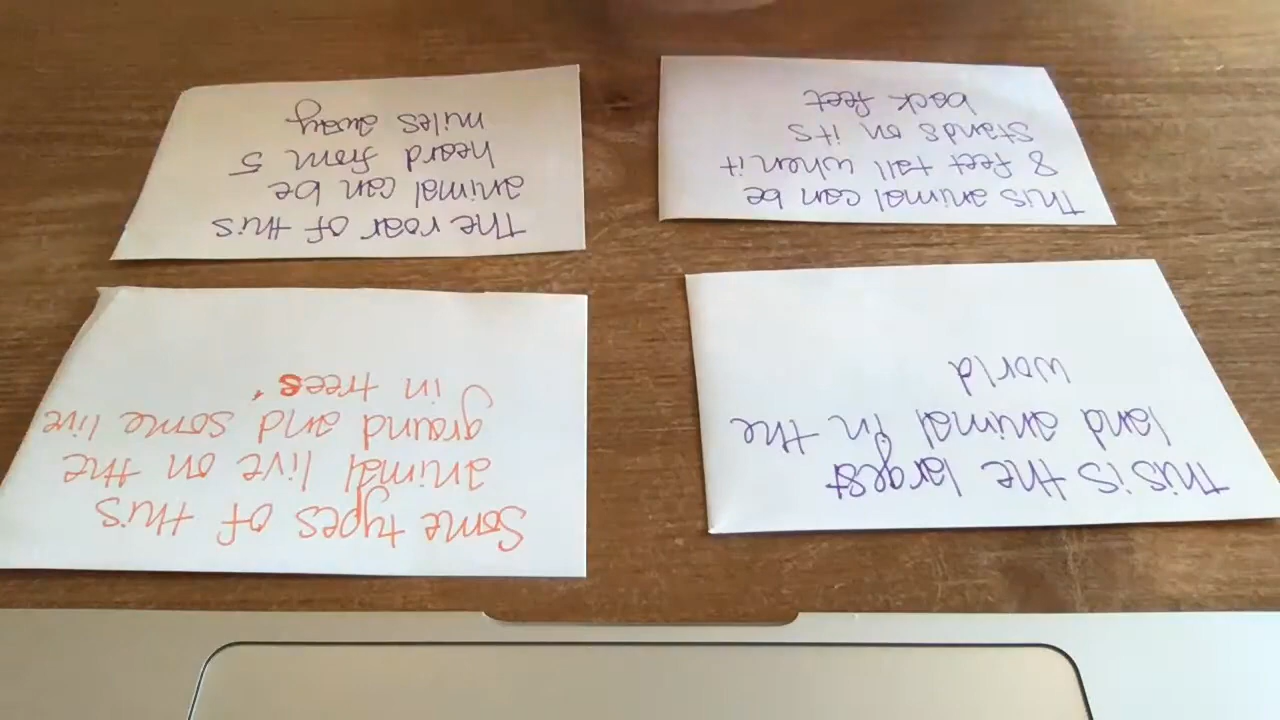 This is the largest
land animal in the
world
Some types of this
animal live on the
ground and some live
in trees.
This animal can be
8 feet tall when it
stands on it's
back feet
The roar of this
animal can be
heard from 5
miles away